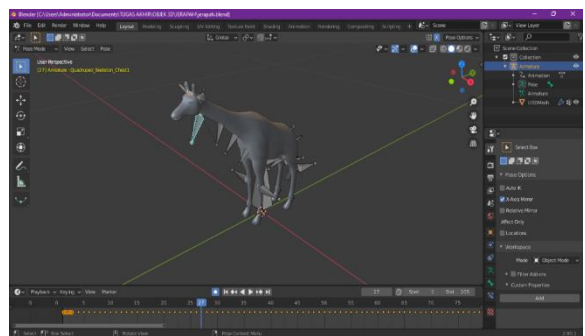 Blender [C:\Users\Administrator\Documents\TUGAS AKHIR\OBJEK 3D\JERAFAH\jerapah.blend]
File Edit Render Window Help Layout Modeling Sculpting UV Editing Texture Paint Shading Animation Rendering Compositing Scripting Scene View Layer
Global Pose Options
Pose Mode View Select Pose
User Perspective
(27) Armature : Quadruped_Skeleton_Chest1
Scene Collection
Collection
Armature
Animation
Pose
Armature
Select Box
Pose Options
Auto IK
X-Axis Mirror
Relative Mirror
Affect Only
Locations
Workspace
Mode Object Mode
Filter Add-ons
Custom Properties
Add
Playback Keying View Marker 27 Start 1 End
-5 0 5 10 15 20 25 27 30 35 40 45 50 55 60 65 70 75
Select Box Select Rotate View Pose Context Menu